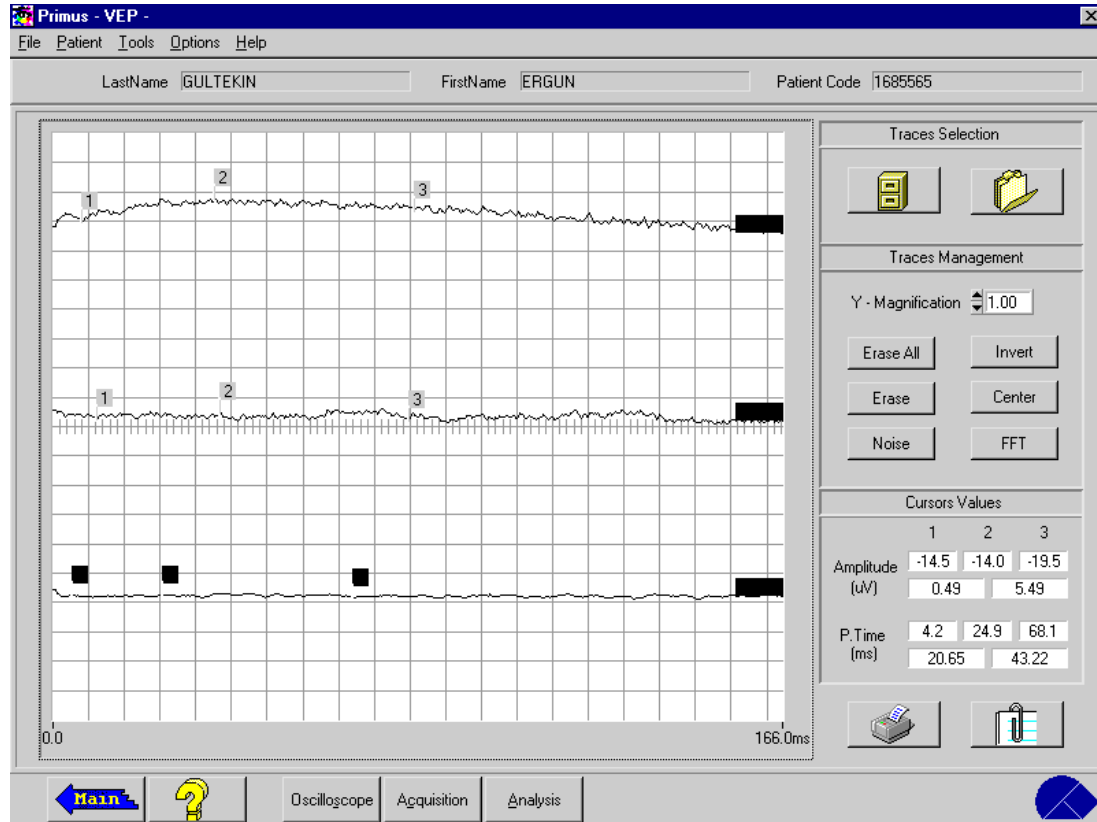 Primus - VEP -
File Patient Tools Options Help
LastName GULTEKIN FirstName ERGUN Patient Code 1685565
Traces Selection
1 2 3
Traces Management
Y - Magnification 1.00
Erase All Invert
1 2 3
Erase Center
Noise FFT
Cursors Values
1 2 3
Amplitude -14.5 -14.0 -19.5
(uV) 0.49 5.49
P.Time 4.2 24.9 68.1
(ms) 20.65 43.22
0.0 166.0ms
Main ? Oscilloscope Acquisition Analysis